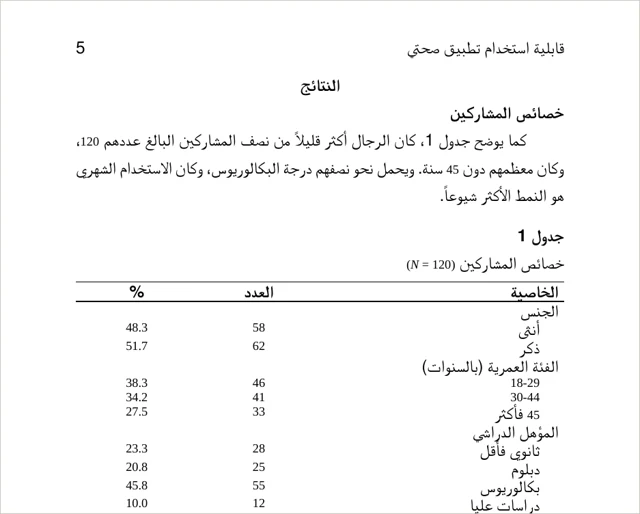 قابلية استخدام تطبيق صحتي 5
النتائج
خصائص المشاركين
كما يوضح جدول 1، كان الرجال أكثر قليلاً من نصف المشاركين البالغ عددهم 120،
وكان معظمهم دون 45 سنة. ويحمل نحو نصفهم درجة البكالوريوس، وكان الاستخدام الشهري
هو النمط الأكثر شيوعاً.
جدول 1
خصائص المشاركين (N = 120)
الخاصية العدد %
الجنس
أنثى 58 48.3
ذكر 62 51.7
الفئة العمرية (بالسنوات)
18-29 46 38.3
30-44 41 34.2
45 فأكثر 33 27.5
المؤهل الدراسي
ثانوي فأقل 28 23.3
دبلوم 25 20.8
بكالوريوس 55 45.8
دراسات عليا 12 10.0